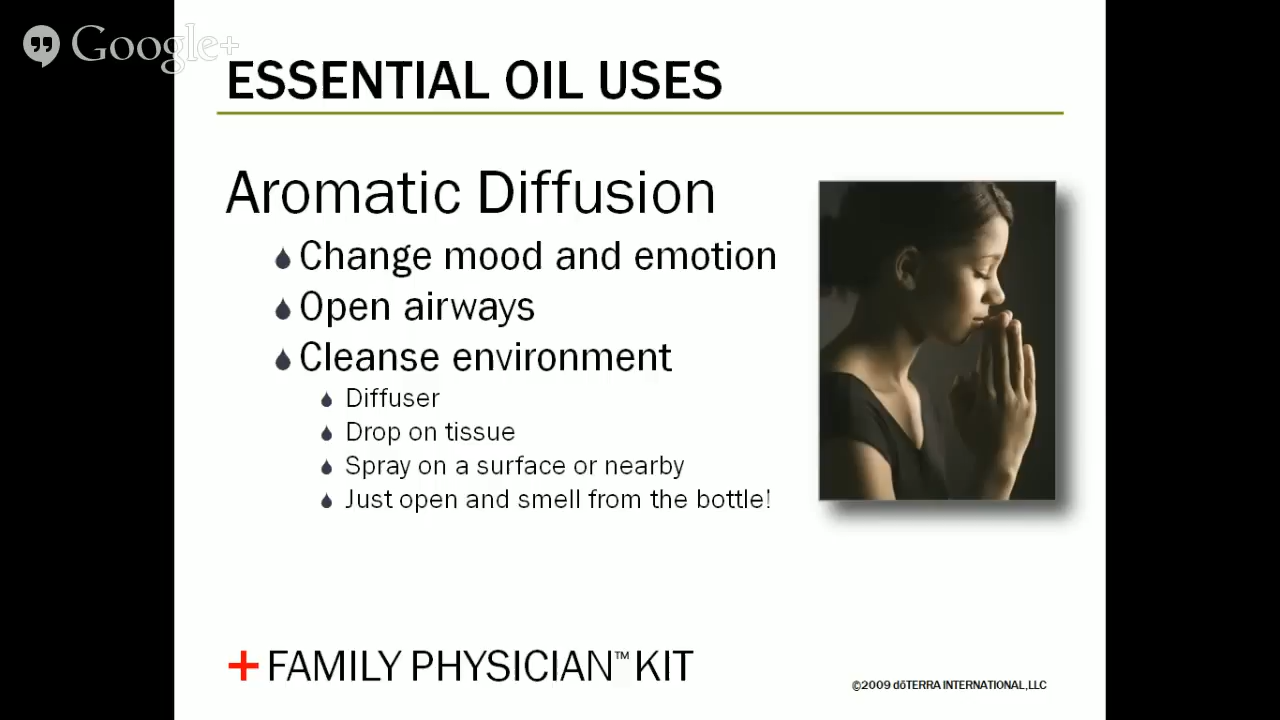 Google+
ESSENTIAL OIL USES
Aromatic Diffusion
Change mood and emotion
Open airways
Cleanse environment
Diffuser
Drop on tissue
Spray on a surface or nearby
Just open and smell from the bottle!
+FAMILY PHYSICIAN™ KIT
©2009 dōTERRA INTERNATIONAL,LLC